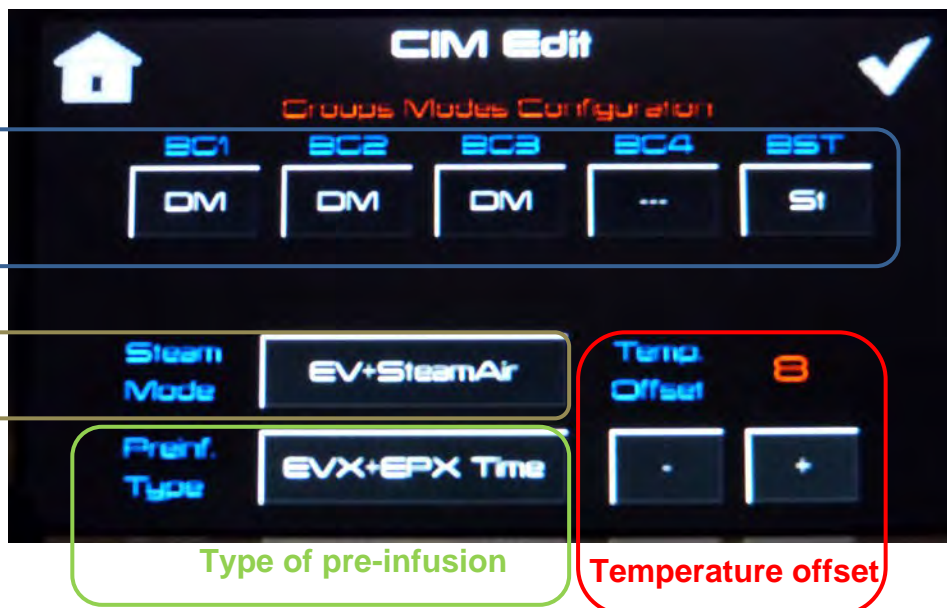 CIM Edit
Groups Modes Configuration
BG1 BG2 BG3 BG4 BST
DM DM DM --- St
Steam Mode EV+SteamAir
Temp. Offset 8
Preinf. Type EVX+EPX Time
- +
Type of pre-infusion
Temperature offset